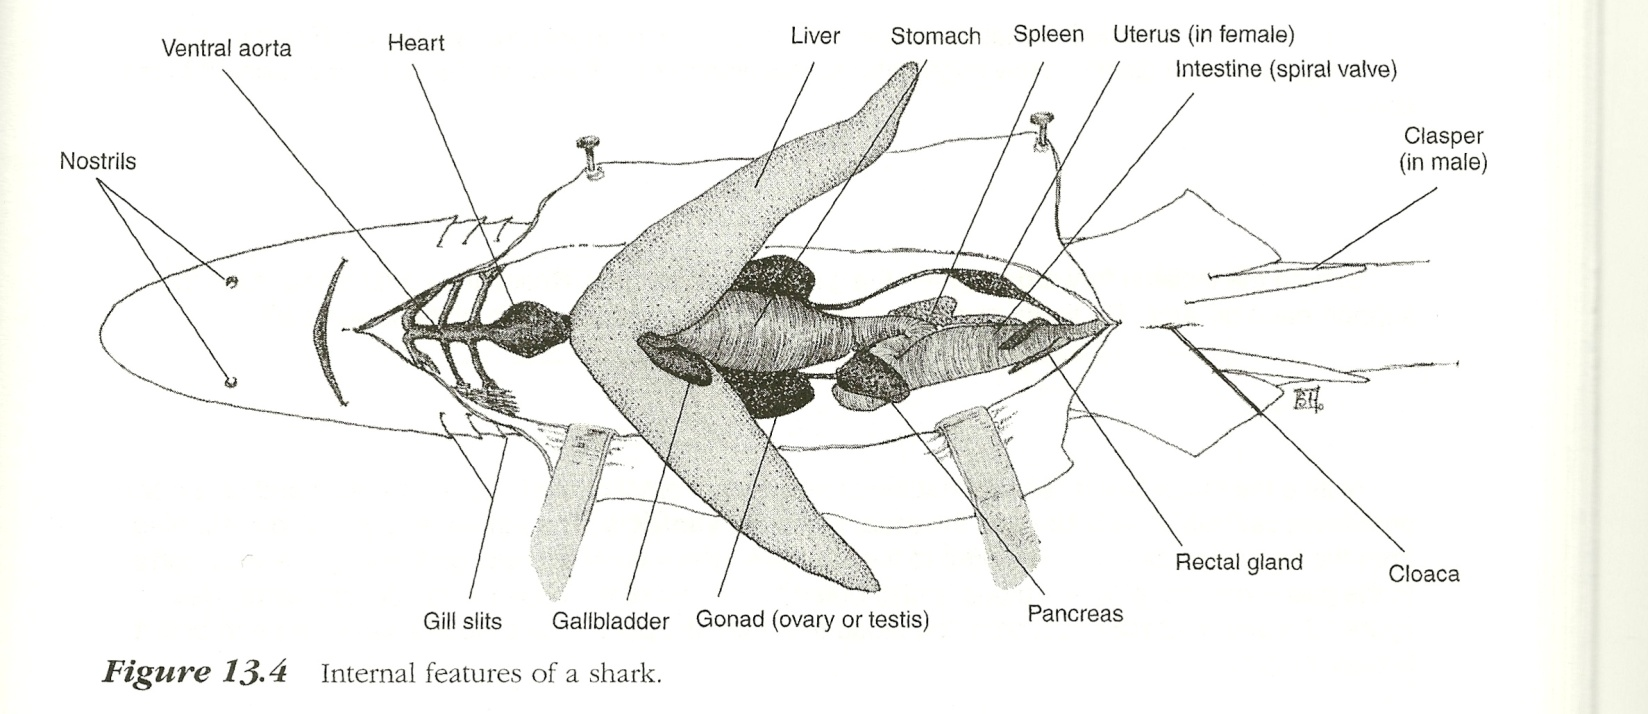 Ventral aorta
Heart
Liver
Stomach
Spleen
Uterus (in female)
Intestine (spiral valve)
Clasper
(in male)
Nostrils
BH.
Rectal gland
Cloaca
Gill slits
Gallbladder
Gonad (ovary or testis)
Pancreas
Figure 13.4 Internal features of a shark.